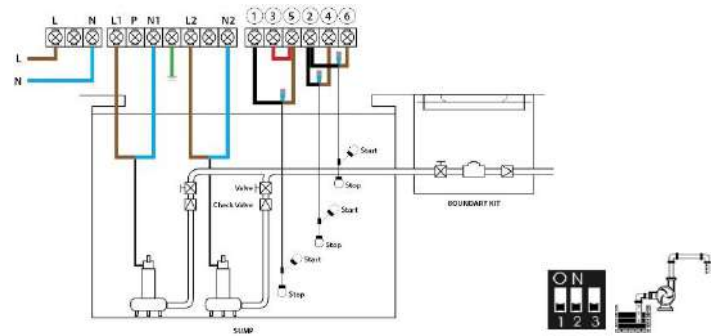 L N L1 P N1 L2 N2 1 3 5 2 4 6
L
N
Start
Stop
Valve
Check Valve
Start
Stop
Start
Stop
BOUNDARY KIT
SUMP
ON
1 2 3